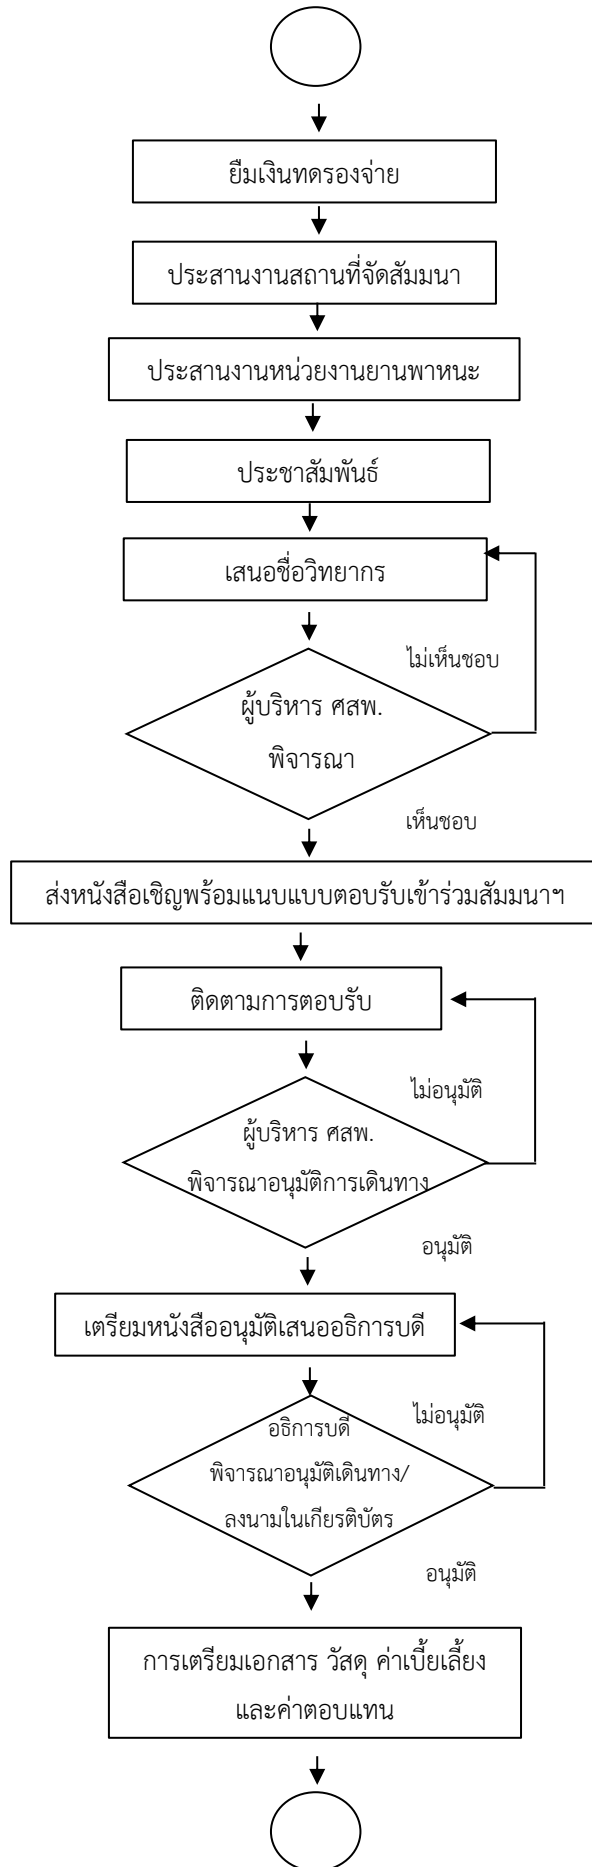 ยืมเงินทดรองจ่าย
ประสานงานสถานที่จัดสัมมนา
ประสานงานหน่วยงานยานพาหนะ
ประชาสัมพันธ์
เสนอชื่อวิทยากร
ไม่เห็นชอบ
ผู้บริหาร ศสพ.
พิจารณา
เห็นชอบ
ส่งหนังสือเชิญพร้อมแนบแบบตอบรับเข้าร่วมสัมมนาฯ
ติดตามการตอบรับ
ไม่อนุมัติ
ผู้บริหาร ศสพ.
พิจารณาอนุมัติการเดินทาง
อนุมัติ
เตรียมหนังสืออนุมัติเสนออธิการบดี
ไม่อนุมัติ
อธิการบดี
พิจารณาอนุมัติเดินทาง/
ลงนามในเกียรติบัตร
อนุมัติ
การเตรียมเอกสาร วัสดุ ค่าเบี้ยเลี้ยง
และค่าตอบแทน